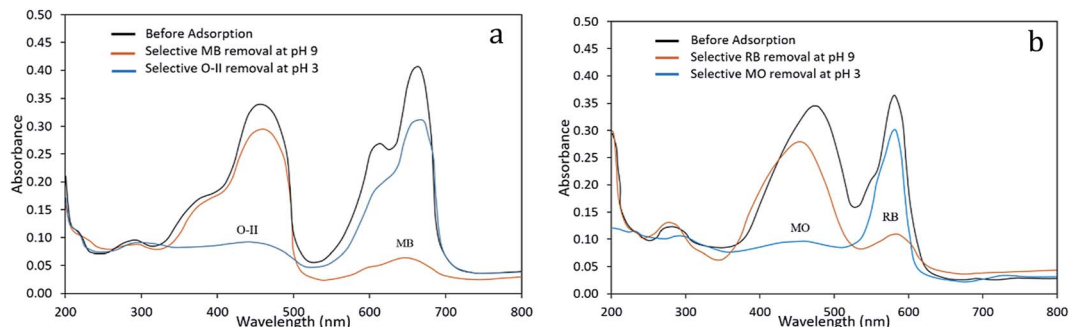 a
Before Adsorption
Selective MB removal at pH 9
Selective O-II removal at pH 3
0.50
0.45
0.40
0.35
0.30
0.25
0.20
0.15
0.10
0.05
0.00
Absorbance
O-II
MB
200 300 400 500 600 700 800
Wavelength (nm)
b
Before Adsorption
Selective RB removal at pH 9
Selective MO removal at pH 3
0.50
0.45
0.40
0.35
0.30
0.25
0.20
0.15
0.10
0.05
0.00
Absorbance
MO
RB
200 300 400 500 600 700 800
Wavelength (nm)